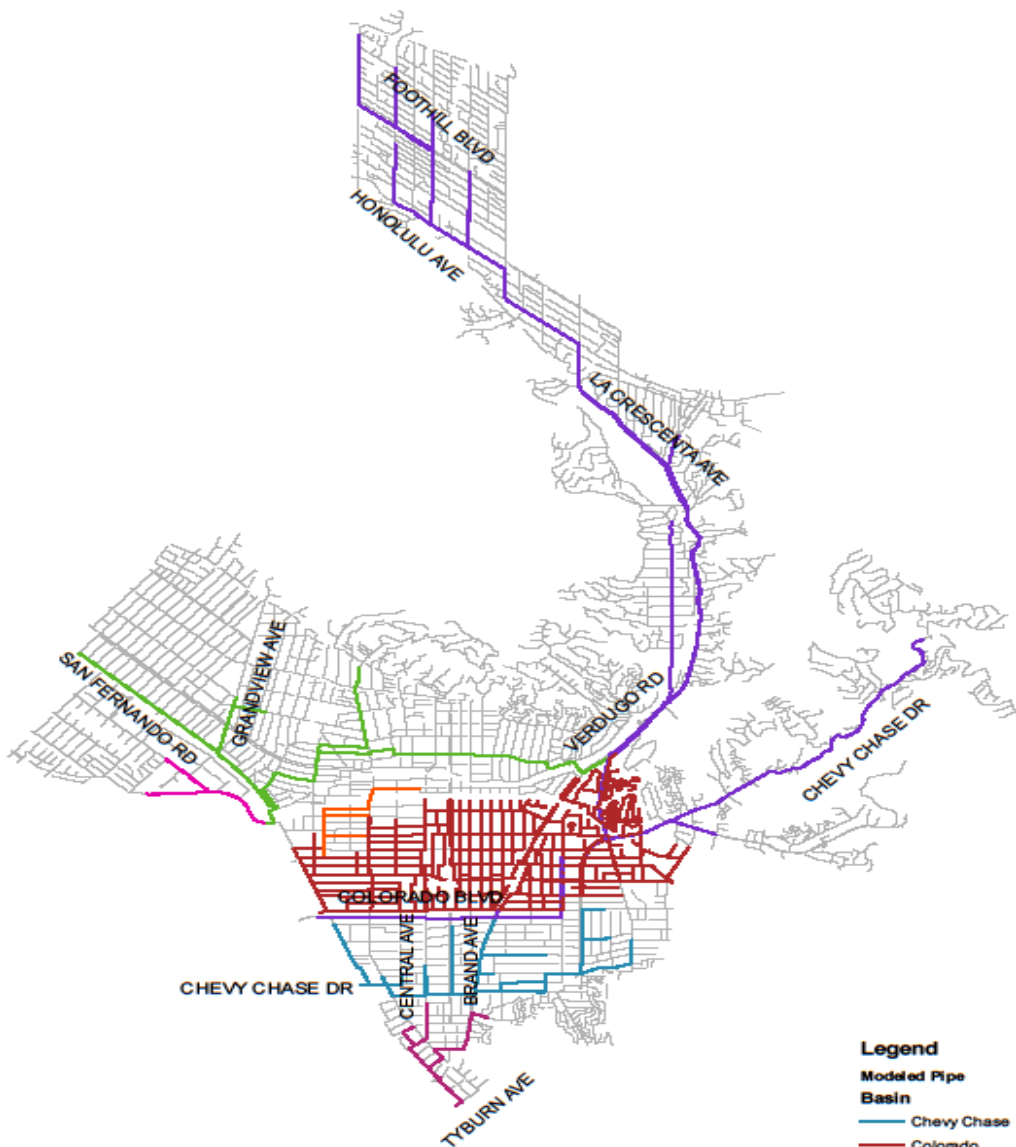 FOOTHILL BLVD
HONOLULU AVE
LA CRESCENTA AVE
GRANDVIEW AVE
SAN FERNANDO RD
VERDUGO RD
CHEVY CHASE DR
COLORADO BLVD
CENTRAL AVE
BRAND AVE
CHEVY CHASE DR
TYBURN AVE
Legend
Modeled Pipe
Basin
Chevy Chase
Colorado